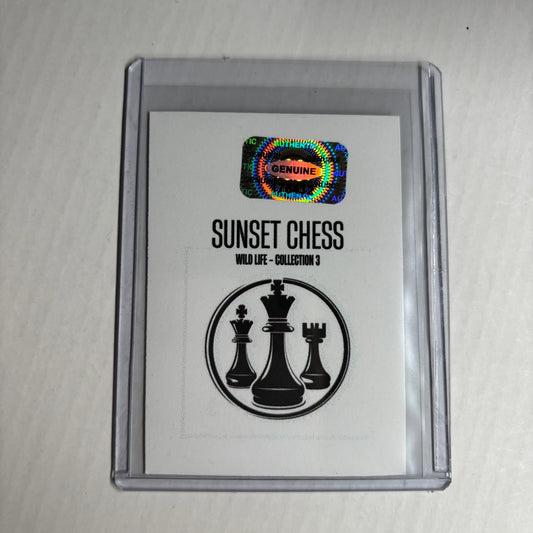 AUTHENTIC
GENUINE
SUNSET CHESS
WILD LIFE - COLLECTION 3